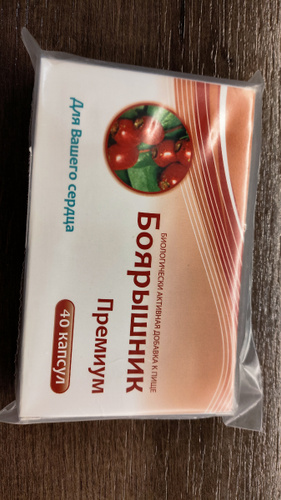 Для Вашего сердца
БИОЛОГИЧЕСКИ АКТИВНАЯ ДОБАВКА К ПИЩЕ
Боярышник
Премиум
40 капсул